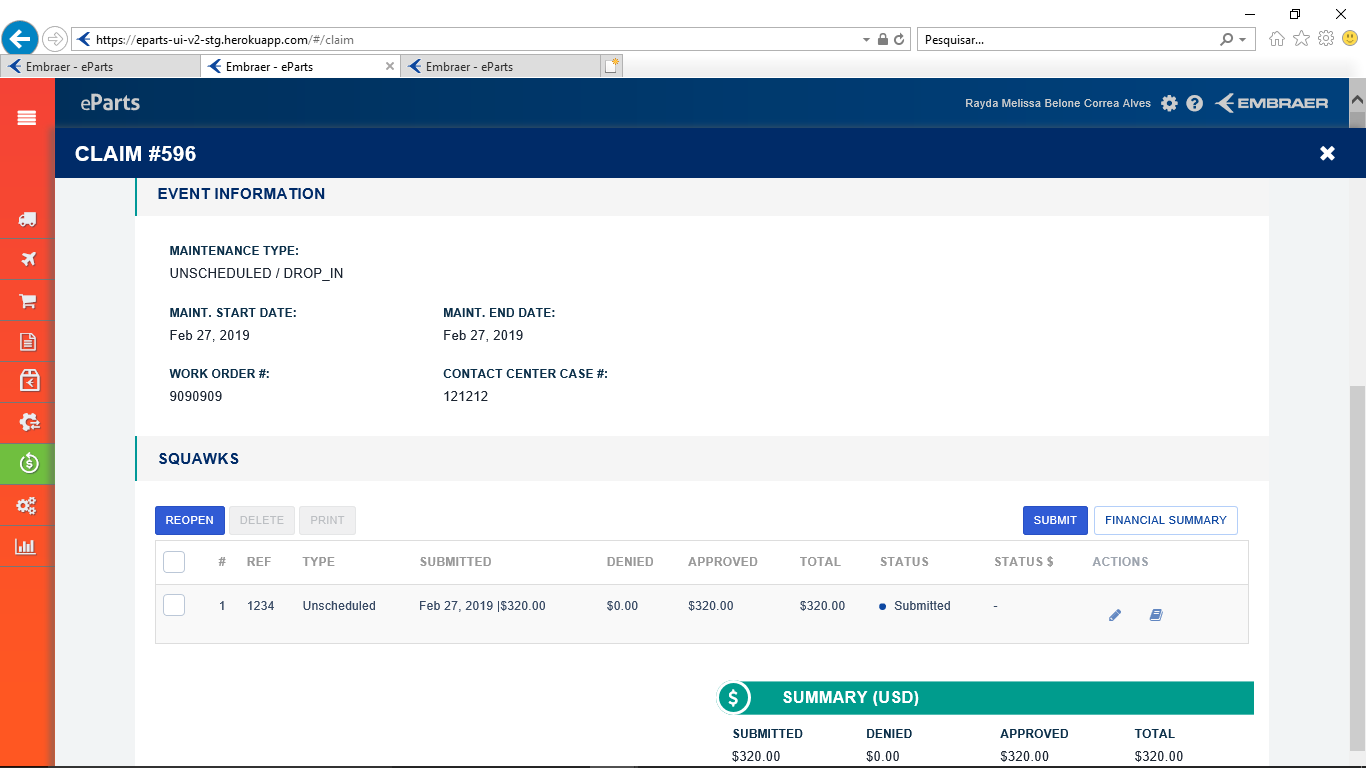 https://eparts-ui-v2-stg.herokuapp.com/#/claim
Pesquisar...
Embraer - eParts
Embraer - eParts
Embraer - eParts
eParts
Rayda Melissa Belone Correa Alves
EMBRAER
CLAIM #596
EVENT INFORMATION
MAINTENANCE TYPE:
UNSCHEDULED / DROP_IN
MAINT. START DATE: MAINT. END DATE:
Feb 27, 2019 Feb 27, 2019
WORK ORDER #: CONTACT CENTER CASE #:
9090909 121212
SQUAWKS
REOPEN DELETE PRINT SUBMIT FINANCIAL SUMMARY
# REF TYPE SUBMITTED DENIED APPROVED TOTAL STATUS STATUS $ ACTIONS
1 1234 Unscheduled Feb 27, 2019 |$320.00 $0.00 $320.00 $320.00 Submitted -
$ SUMMARY (USD)
SUBMITTED DENIED APPROVED TOTAL
$320.00 $0.00 $320.00 $320.00